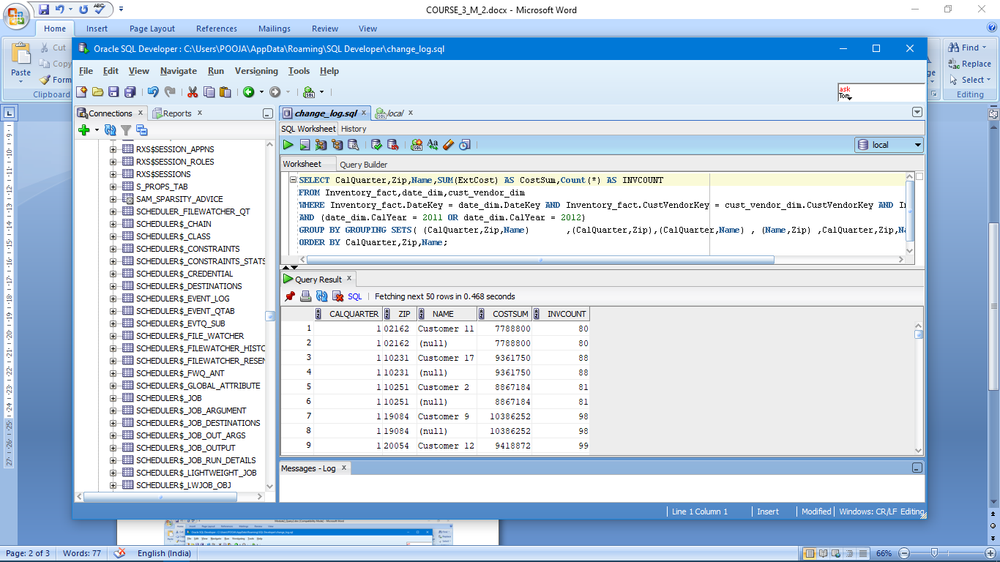 COURSE_3_M_2.docx - Microsoft Word
Home Insert Page Layout References Mailings Review View
Cut
Copy
Paste
Clipboard
Find
Replace
Select
Editing
Oracle SQL Developer : C:\Users\POOJA\AppData\Roaming\SQL Developer\change_log.sql
File Edit View Navigate Run Versioning Tools Help
ask
Tom
Connections x Reports x
change_log.sql x local x
SQL Worksheet History
local
Worksheet Query Builder
RXS$SESSION_APPNS
RXS$SESSION_ROLES
RXS$SESSIONS
S_PROPS_TAB
SAM_SPARSITY_ADVICE
SCHEDULER_FILEWATCHER_QT
SCHEDULER$_CHAIN
SCHEDULER$_CLASS
SCHEDULER$_CONSTRAINTS
SCHEDULER$_CONSTRAINTS_STATS
SCHEDULER$_CREDENTIAL
SCHEDULER$_DESTINATIONS
SCHEDULER$_EVENT_LOG
SCHEDULER$_EVENT_QTAB
SCHEDULER$_EVTQ_SUB
SCHEDULER$_FILE_WATCHER
SCHEDULER$_FILEWATCHER_HISTO
SCHEDULER$_FILEWATCHER_RESEN
SCHEDULER$_FWQ_ANT
SCHEDULER$_GLOBAL_ATTRIBUTE
SCHEDULER$_JOB
SCHEDULER$_JOB_ARGUMENT
SCHEDULER$_JOB_DESTINATIONS
SCHEDULER$_JOB_OUT_ARGS
SCHEDULER$_JOB_OUTPUT
SCHEDULER$_JOB_RUN_DETAILS
SCHEDULER$_LIGHTWEIGHT_JOB
SCHEDULER$_LWJOB_OBJ
SELECT CalQuarter,Zip,Name,SUM(ExtCost) AS CostSum,Count(*) AS INVCOUNT
FROM Inventory_fact,date_dim,cust_vendor_dim
WHERE Inventory_fact.DateKey = date_dim.DateKey AND Inventory_fact.CustVendorKey = cust_vendor_dim.CustVendorKey AND In
AND (date_dim.CalYear = 2011 OR date_dim.CalYear = 2012)
GROUP BY GROUPING SETS( (CalQuarter,Zip,Name) ,(CalQuarter,Zip),(CalQuarter,Name) , (Name,Zip) ,CalQuarter,Zip,Na
ORDER BY CalQuarter,Zip,Name;
Query Result x
SQL | Fetching next 50 rows in 0.468 seconds
CALQUARTER ZIP NAME COSTSUM INVCOUNT
1 1 02162 Customer 11 7788800 80
2 1 02162 (null) 7788800 80
3 1 10231 Customer 17 9361750 88
4 1 10231 (null) 9361750 88
5 1 10251 Customer 2 8867184 81
6 1 10251 (null) 8867184 81
7 1 19084 Customer 9 10386252 98
8 1 19084 (null) 10386252 98
9 1 20054 Customer 12 9418872 99
Messages - Log x
Line 1 Column 1 | Insert | Modified | Windows: CR/LF Editing
Page: 2 of 3 Words: 77 English (India) 66%